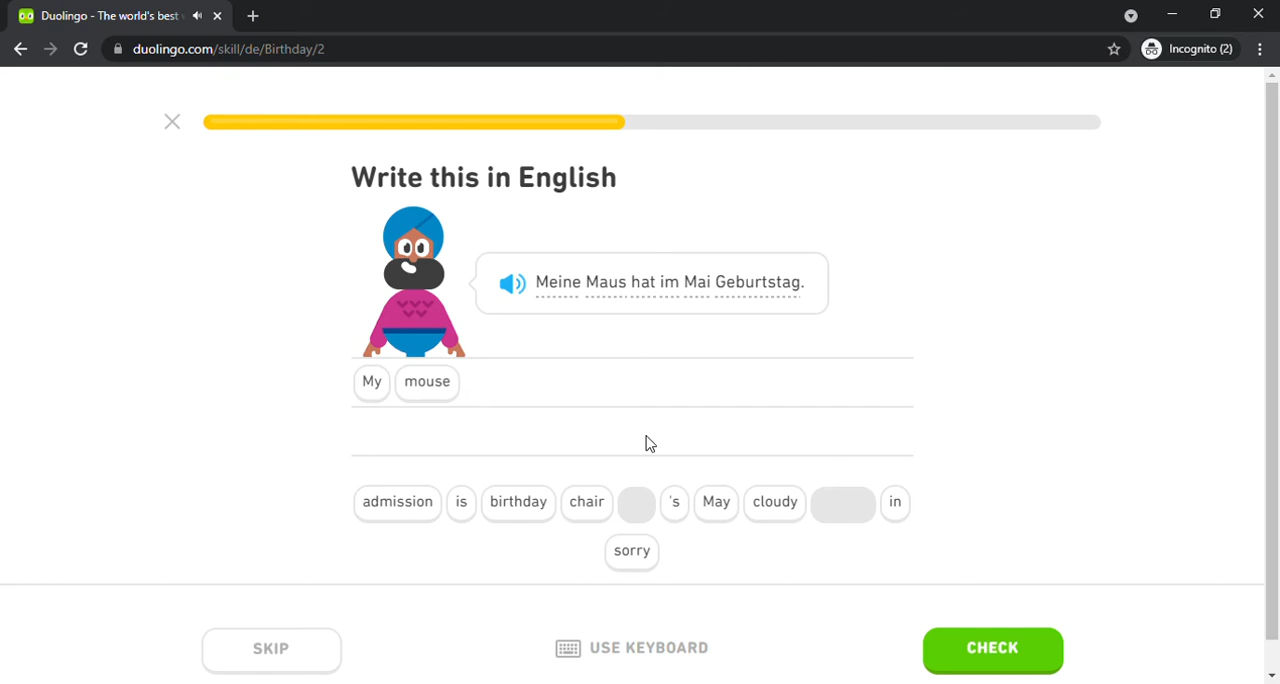 Duolingo - The world's best
duolingo.com/skill/de/Birthday/2
Incognito (2)
Write this in English
Meine Maus hat im Mai Geburtstag.
My mouse
admission is birthday chair 's May cloudy in
sorry
SKIP USE KEYBOARD CHECK